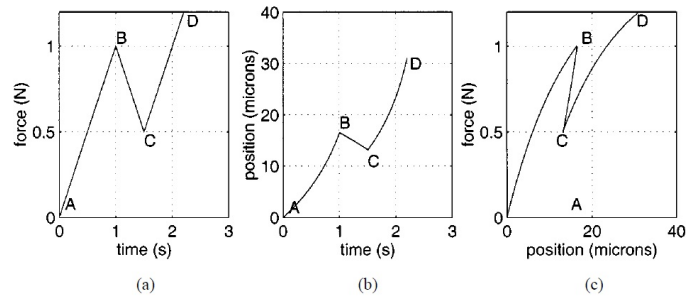 force (N)
1
0.5
0
0
1
2
3
time (s)
A
B
C
D
(a)
position (microns)
40
30
20
10
0
0
1
2
3
time (s)
A
B
C
D
(b)
force (N)
1
0.5
0
0
20
40
position (microns)
A
B
C
D
(c)